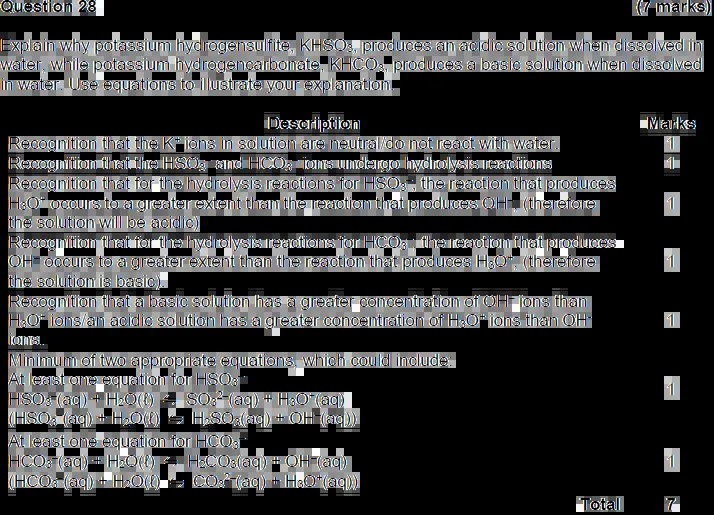 Question 28 (7 marks)
Explain why potassium hydrogensulfite, KHSO₃, produces an acidic solution when dissolved in
water, while potassium hydrogencarbonate, KHCO₃, produces a basic solution when dissolved
in water. Use equations to illustrate your explanation.
Description Marks
Recognition that the K⁺ ions in solution are neutral/do not react with water. 1
Recognition that the HSO₃⁻ and HCO₃⁻ ions undergo hydrolysis reactions 1
Recognition that for the hydrolysis reactions for HSO₃⁻, the reaction that produces
H₃O⁺ occurs to a greater extent than the reaction that produces OH⁻, (therefore 1
the solution will be acidic)
Recognition that for the hydrolysis reactions for HCO₃⁻ the reaction that produces
OH⁻ occurs to a greater extent than the reaction that produces H₃O⁺, (therefore 1
the solution is basic).
Recognition that a basic solution has a greater concentration of OH⁻ ions than
H₃O⁺ ions/an acidic solution has a greater concentration of H₃O⁺ ions than OH⁻ 1
ions.
Minimum of two appropriate equations, which could include:
At least one equation for HSO₃⁻ 1
HSO₃⁻(aq) + H₂O(ℓ) ⇌ SO₃²⁻(aq) + H₃O⁺(aq)
(HSO₃⁻(aq) + H₂O(ℓ) ⇌ H₂SO₃(aq) + OH⁻(aq))
At least one equation for HCO₃⁻
HCO₃⁻(aq) + H₂O(ℓ) ⇌ H₂CO₃(aq) + OH⁻(aq) 1
(HCO₃⁻(aq) + H₂O(ℓ) ⇌ CO₃²⁻(aq) + H₃O⁺(aq))
Total 7